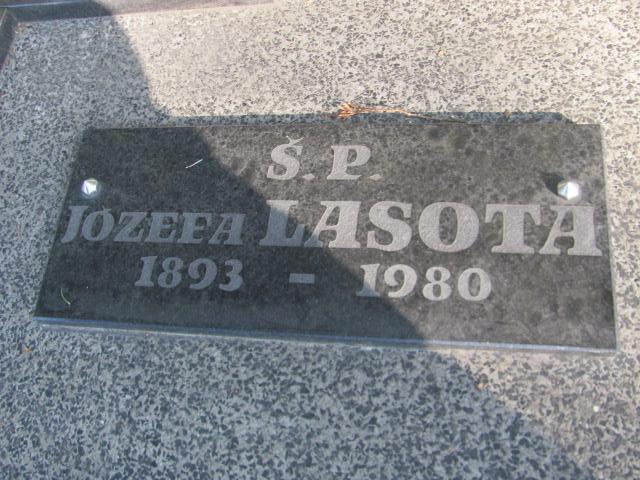 Ś.P.
JÓZEFA LASOTA
1893 - 1980